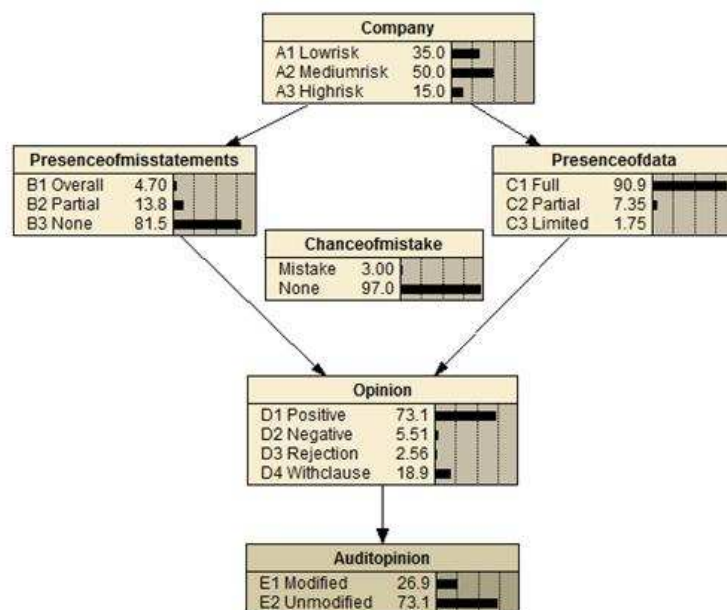 Company
A1 Lowrisk 35.0
A2 Mediumrisk 50.0
A3 Highrisk 15.0
Presenceofmisstatements
B1 Overall 4.70
B2 Partial 13.8
B3 None 81.5
Presenceofdata
C1 Full 90.9
C2 Partial 7.35
C3 Limited 1.75
Chanceofmistake
Mistake 3.00
None 97.0
Opinion
D1 Positive 73.1
D2 Negative 5.51
D3 Rejection 2.56
D4 Withclause 18.9
Auditopinion
E1 Modified 26.9
E2 Unmodified 73.1